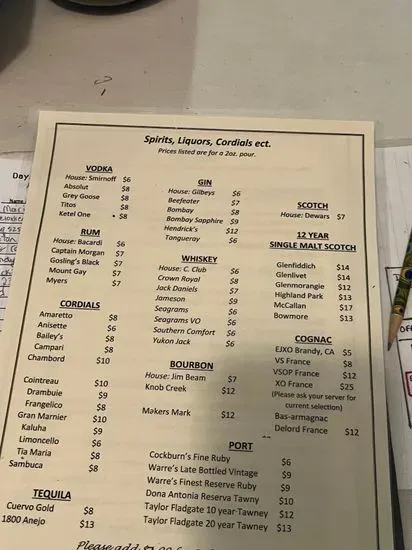 Spirits, Liquors, Cordials ect.
Prices listed are for a 2oz. pour.
VODKA
House: Smirnoff $6
Absolut $8
Grey Goose $8
Titos $8
Ketel One $8
RUM
House: Bacardi $6
Captain Morgan $7
Gosling's Black $7
Mount Gay $7
Myers $7
CORDIALS
Amaretto $8
Anisette $6
Bailey's $8
Campari $8
Chambord $10
Cointreau $10
Drambuie $9
Frangelico $8
Gran Marnier $10
Kaluha $9
Limoncello $6
Tia Maria $8
Sambuca $8
TEQUILA
Cuervo Gold $8
1800 Anejo $13
GIN
House: Gilbeys $6
Beefeater $7
Bombay $8
Bombay Sapphire $9
Hendrick's $12
Tangueray $6
WHISKEY
House: C. Club $6
Crown Royal $8
Jack Daniels $7
Jameson $9
Seagrams $6
Seagrams VO $6
Southern Comfort $6
Yukon Jack $6
BOURBON
House: Jim Beam $7
Knob Creek $12
Makers Mark $12
PORT
Cockburn's Fine Ruby $6
Warre's Late Bottled Vintage $9
Warre's Finest Reserve Ruby $9
Dona Antonia Reserva Tawny $10
Taylor Fladgate 10 year Tawney $12
Taylor Fladgate 20 year Tawney $13
SCOTCH
House: Dewars $7
12 YEAR
SINGLE MALT SCOTCH
Glenfiddich $14
Glenlivet $14
Glenmorangie $12
Highland Park $13
McCallan $17
Bowmore $13
COGNAC
EJXO Brandy, CA $5
VS France $8
VSOP France $12
XO France $25
(Please ask your server for
current selection)
Bas-armagnac
Delord France $12
Please add
Day